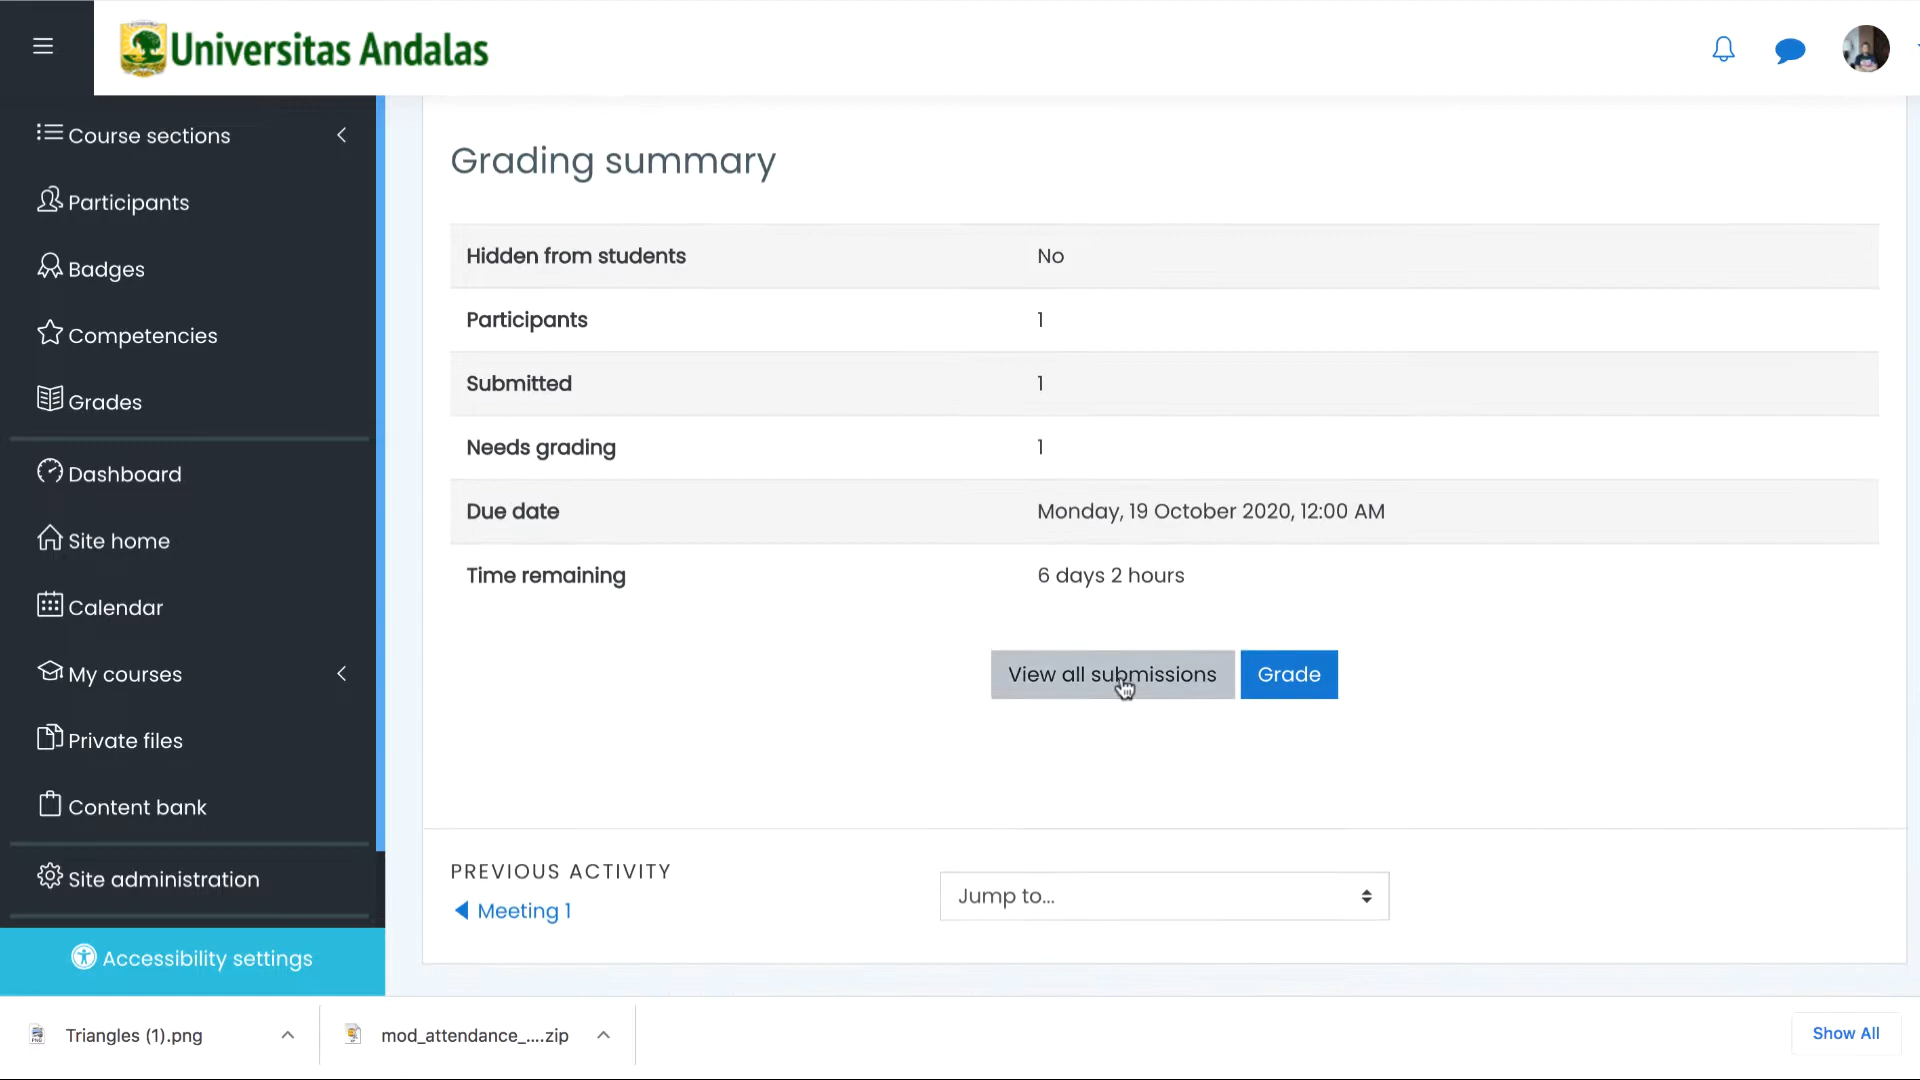 Universitas Andalas
Course sections
Participants
Badges
Competencies
Grades
Dashboard
Site home
Calendar
My courses
Private files
Content bank
Site administration
Accessibility settings
Grading summary
Hidden from students No
Participants 1
Submitted 1
Needs grading 1
Due date Monday, 19 October 2020, 12:00 AM
Time remaining 6 days 2 hours
View all submissions Grade
PREVIOUS ACTIVITY
Meeting 1
Jump to...
Triangles (1).png
mod_attendance_....zip
Show All